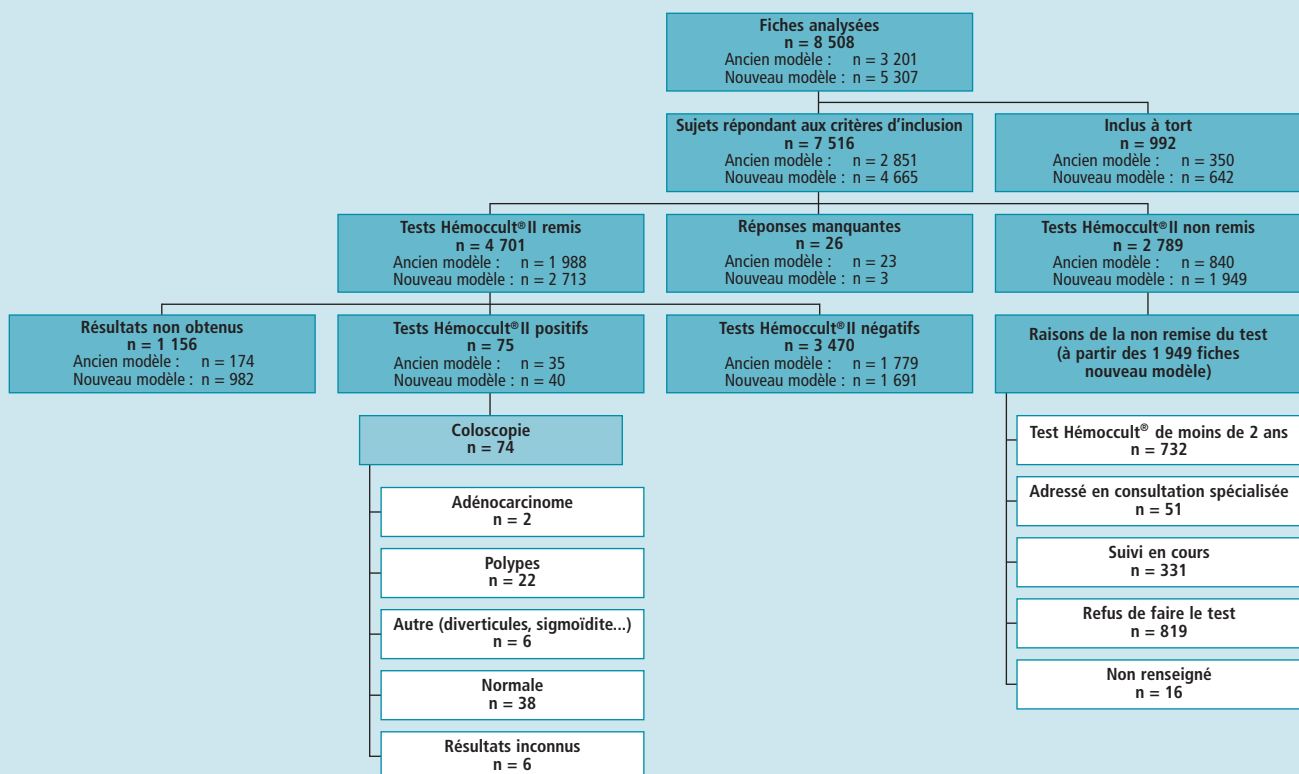 Fiches analysées
n = 8 508
Ancien modèle : n = 3 201
Nouveau modèle : n = 5 307
Sujets répondant aux critères d'inclusion
n = 7 516
Ancien modèle : n = 2 851
Nouveau modèle : n = 4 665
Inclus à tort
n = 992
Ancien modèle : n = 350
Nouveau modèle : n = 642
Tests Hémoccult®II remis
n = 4 701
Ancien modèle : n = 1 988
Nouveau modèle : n = 2 713
Réponses manquantes
n = 26
Ancien modèle : n = 23
Nouveau modèle : n = 3
Tests Hémoccult®II non remis
n = 2 789
Ancien modèle : n = 840
Nouveau modèle : n = 1 949
Résultats non obtenus
n = 1 156
Ancien modèle : n = 174
Nouveau modèle : n = 982
Tests Hémoccult®II positifs
n = 75
Ancien modèle : n = 35
Nouveau modèle : n = 40
Tests Hémoccult®II négatifs
n = 3 470
Ancien modèle : n = 1 779
Nouveau modèle : n = 1 691
Raisons de la non remise du test
(à partir des 1 949 fiches
nouveau modèle)
Coloscopie
n = 74
Adénocarcinome
n = 2
Polypes
n = 22
Autre (diverticules, sigmoïdite...)
n = 6
Normale
n = 38
Résultats inconnus
n = 6
Test Hémoccult® de moins de 2 ans
n = 732
Adressé en consultation spécialisée
n = 51
Suivi en cours
n = 331
Refus de faire le test
n = 819
Non renseigné
n = 16